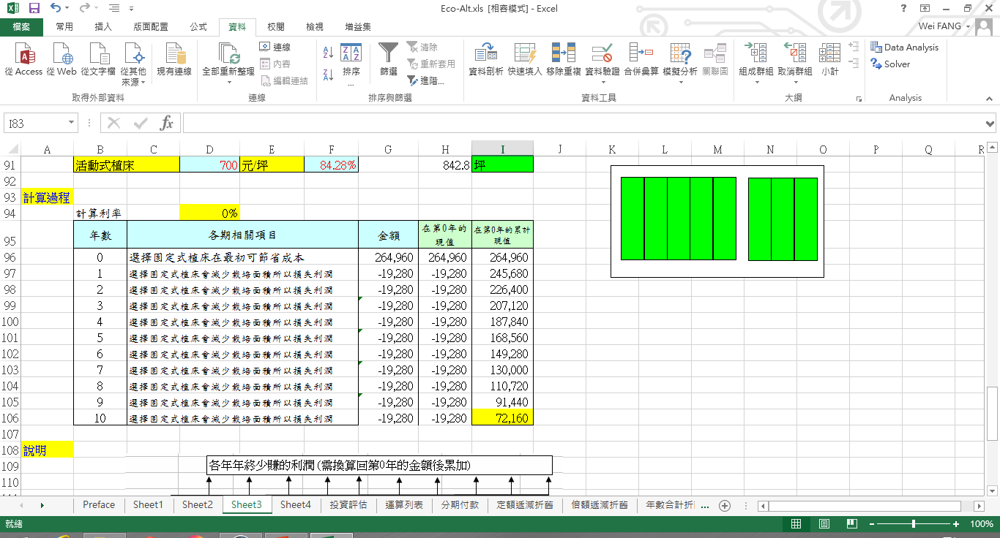 Eco-Alt.xls [相容模式] - Excel
檔案 常用 插入 版面配置 公式 資料 校閱 檢視 增益集 Wei FANG
從 Access 從 Web 從文字檔 從其他來源 現有連線 全部重新整理 連線 內容 編輯連結 排序... 篩選 清除 重新套用 進階... 資料剖析 快速填入 移除重複 資料驗證 合併彙算 模擬分析 關聯圖 組成群組 取消群組 小計 Data Analysis Solver
取得外部資料 連線 排序與篩選 資料工具 大綱 Analysis
I83 fx
A B C D E F G H I J K L M N O P Q R
91 活動式植床 700 元/坪 84.28% 842.8 坪
92
93 計算過程
94 計算利率 0%
95 年數 各期相關項目 金額 在第0年的現值 在第0年的累計現值
96 0 選擇固定式植床在最初可節省成本 264,960 264,960 264,960
97 1 選擇固定式植床會減少栽培面積所以損失利潤 -19,280 -19,280 245,680
98 2 選擇固定式植床會減少栽培面積所以損失利潤 -19,280 -19,280 226,400
99 3 選擇固定式植床會減少栽培面積所以損失利潤 -19,280 -19,280 207,120
100 4 選擇固定式植床會減少栽培面積所以損失利潤 -19,280 -19,280 187,840
101 5 選擇固定式植床會減少栽培面積所以損失利潤 -19,280 -19,280 168,560
102 6 選擇固定式植床會減少栽培面積所以損失利潤 -19,280 -19,280 149,280
103 7 選擇固定式植床會減少栽培面積所以損失利潤 -19,280 -19,280 130,000
104 8 選擇固定式植床會減少栽培面積所以損失利潤 -19,280 -19,280 110,720
105 9 選擇固定式植床會減少栽培面積所以損失利潤 -19,280 -19,280 91,440
106 10 選擇固定式植床會減少栽培面積所以損失利潤 -19,280 -19,280 72,160
107
108 說明
109 各年年終少賺的利潤(需換算回第0年的金額後累加)
110
Preface Sheet1 Sheet2 Sheet3 Sheet4 投資評估 運算列表 分期付款 定額遞減折舊 倍額遞減折舊 年數合計折 ...
就緒 100%